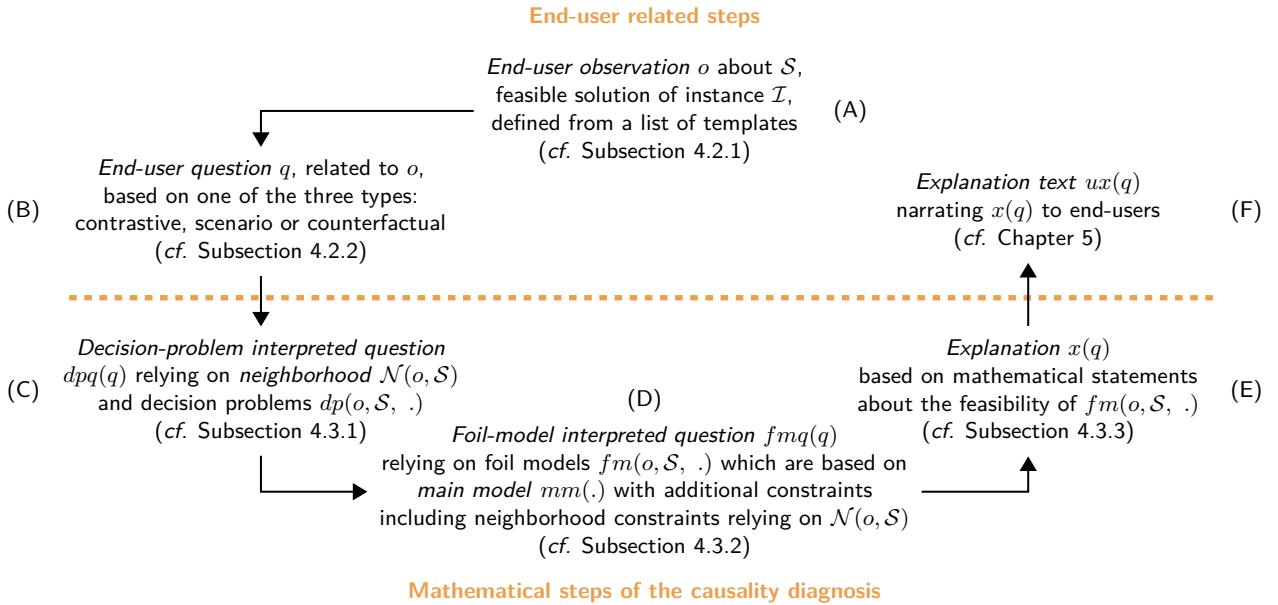 End-user related steps
End-user observation o about 𝒮,
feasible solution of instance ℐ,
defined from a list of templates
(cf. Subsection 4.2.1)
(A)
(B)
End-user question q, related to o,
based on one of the three types:
contrastive, scenario or counterfactual
(cf. Subsection 4.2.2)
Explanation text ux(q)
narrating x(q) to end-users
(cf. Chapter 5)
(F)
(C)
Decision-problem interpreted question
dpq(q) relying on neighborhood 𝒩(o, 𝒮)
and decision problems dp(o, 𝒮, .)
(cf. Subsection 4.3.1)
(D)
Foil-model interpreted question fmq(q)
relying on foil models fm(o, 𝒮, .) which are based on
main model mm(.) with additional constraints
including neighborhood constraints relying on 𝒩(o, 𝒮)
(cf. Subsection 4.3.2)
Explanation x(q)
based on mathematical statements
about the feasibility of fm(o, 𝒮, .)
(cf. Subsection 4.3.3)
(E)
Mathematical steps of the causality diagnosis